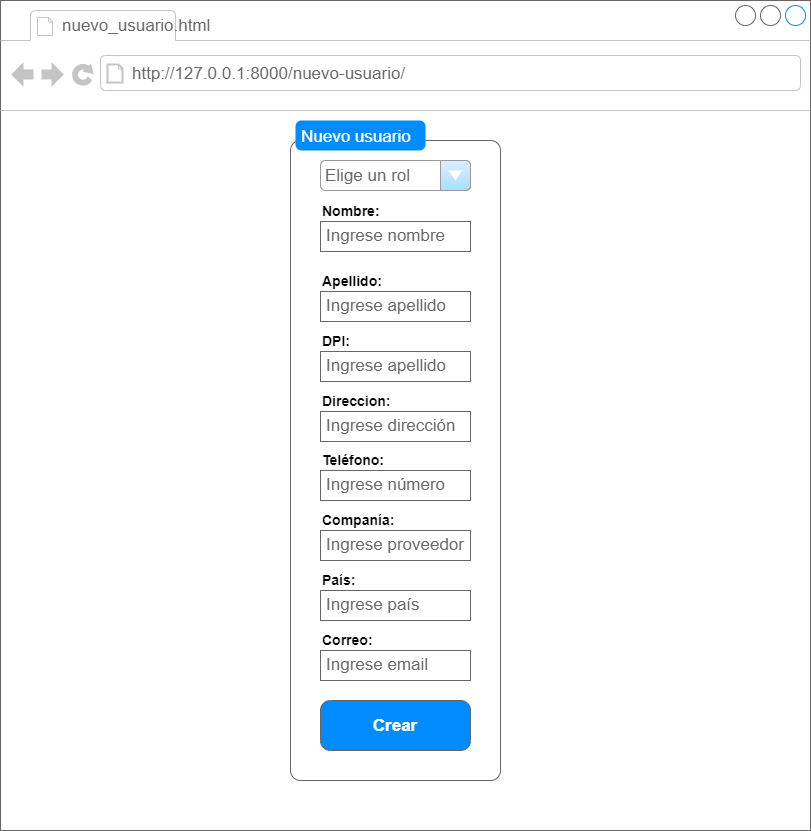 nuevo_usuario.html
http://127.0.0.1:8000/nuevo-usuario/
Nuevo usuario
Elige un rol
Nombre:
Ingrese nombre
Apellido:
Ingrese apellido
DPI:
Ingrese apellido
Direccion:
Ingrese dirección
Teléfono:
Ingrese número
Companía:
Ingrese proveedor
País:
Ingrese país
Correo:
Ingrese email
Crear